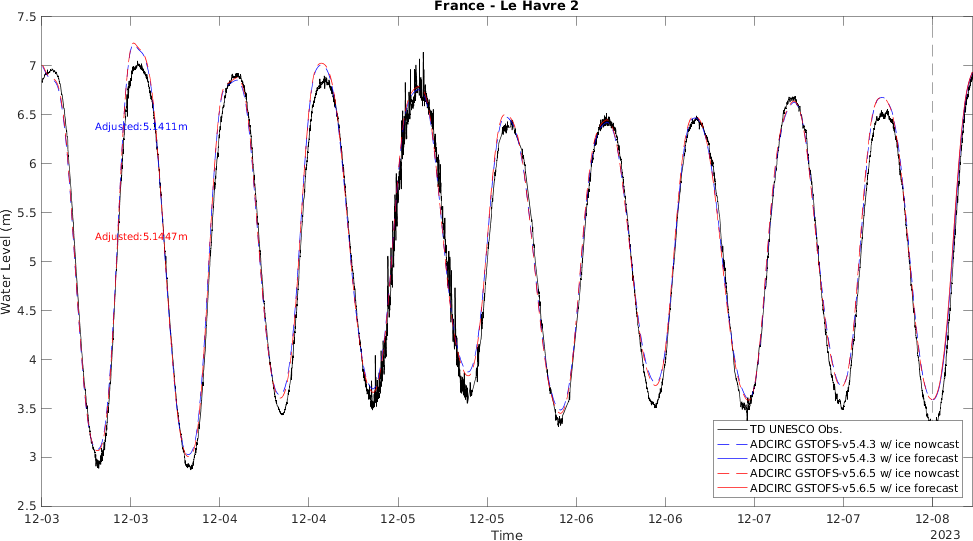 France - Le Havre 2
7.5
7
6.5
6
5.5
5
4.5
4
3.5
3
2.5
Water Level (m)
Adjusted:5.1411m
Adjusted:5.1447m
TD UNESCO Obs.
ADCIRC GSTOFS-v5.4.3 w/ ice nowcast
ADCIRC GSTOFS-v5.4.3 w/ ice forecast
ADCIRC GSTOFS-v5.6.5 w/ ice nowcast
ADCIRC GSTOFS-v5.6.5 w/ ice forecast
12-03 12-03 12-04 12-04 12-05 12-05 12-06 12-06 12-07 12-07 12-08
Time
2023